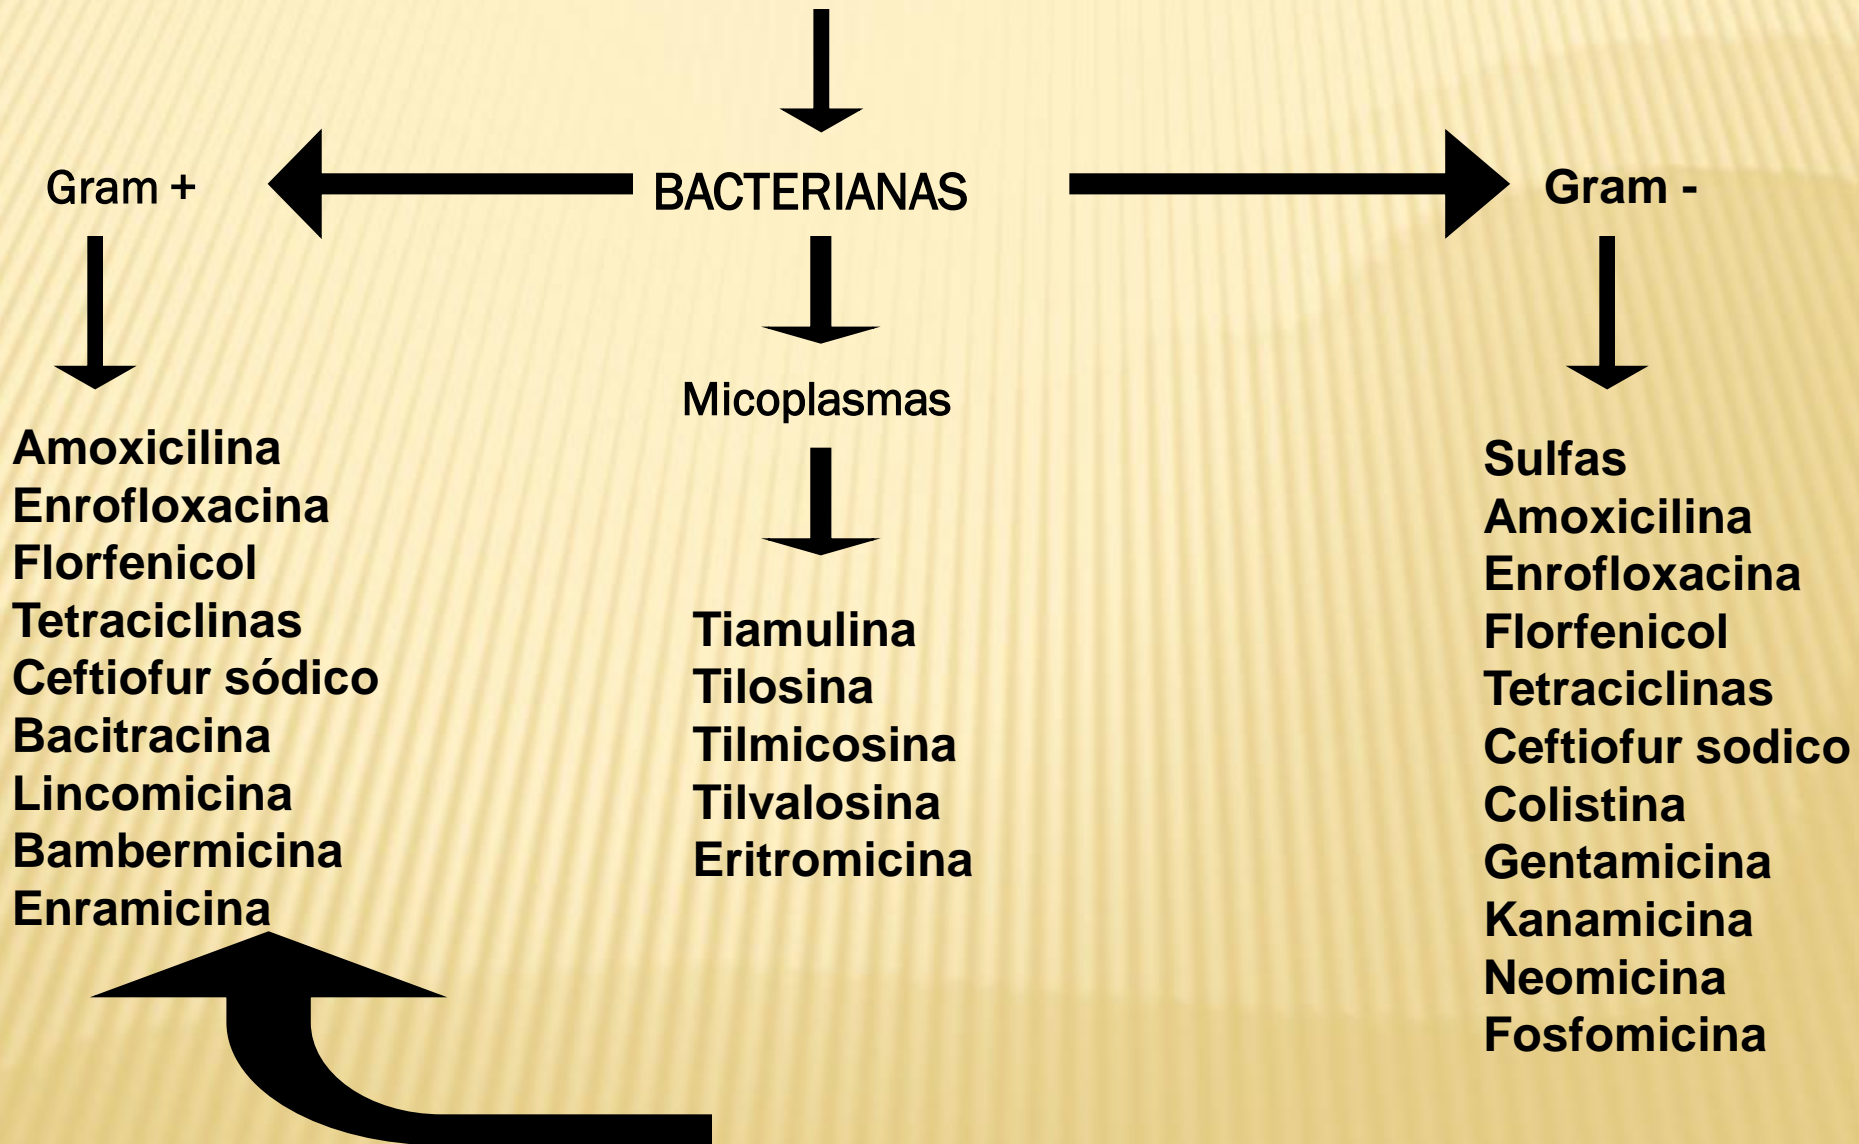 BACTERIANAS
Gram +
Amoxicilina
Enrofloxacina
Florfenicol
Tetraciclinas
Ceftiofur sódico
Bacitracina
Lincomicina
Bambermicina
Enramicina
Micoplasmas
Tiamulina
Tilosina
Tilmicosina
Tilvalosina
Eritromicina
Gram -
Sulfas
Amoxicilina
Enrofloxacina
Florfenicol
Tetraciclinas
Ceftiofur sodico
Colistina
Gentamicina
Kanamicina
Neomicina
Fosfomicina